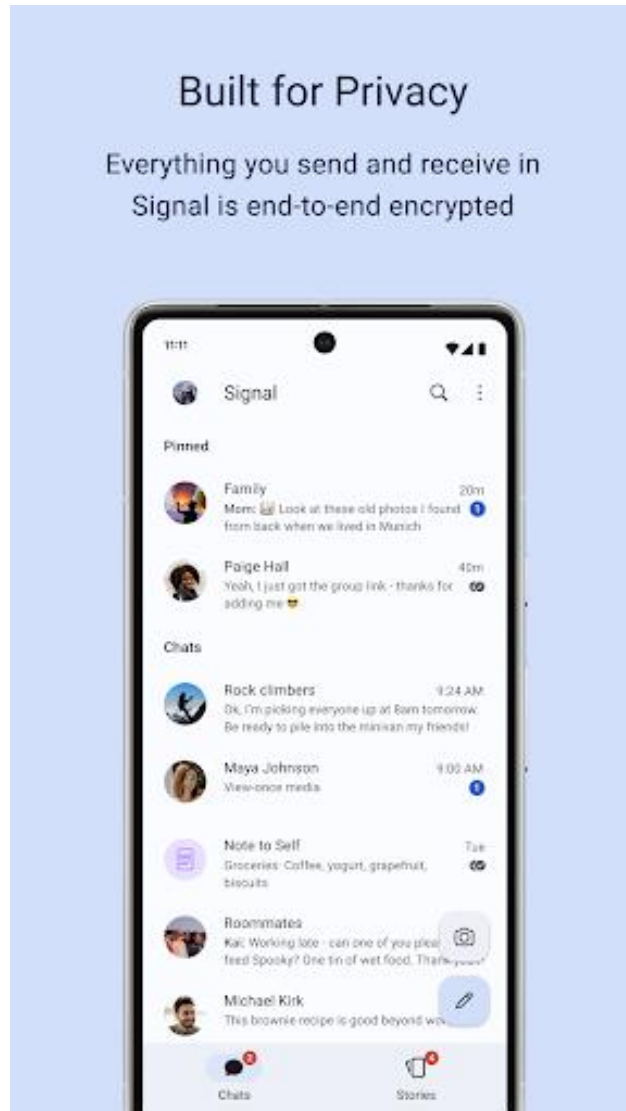 Built for Privacy
Everything you send and receive in
Signal is end-to-end encrypted
11:11
Signal
Pinned
Family
20m
Mom: Look at these old photos I found
1
from back when we lived in Munich
Paige Hall
40m
Yeah, I just got the group link - thanks for
adding me 😎
Chats
Rock climbers
9:24 AM
Ok, I'm picking everyone up at 8am tomorrow.
Be ready to pile into the minivan my friends!
Maya Johnson
9:00 AM
View-once media
1
Note to Self
Tue
Groceries: Coffee, yogurt, grapefruit,
biscuits
Roommates
Kai: Working late - can one of you
feed Spooky? One tin of wet food.
Michael Kirk
This brownie recipe is good beyond
2
4
Chats
Stories